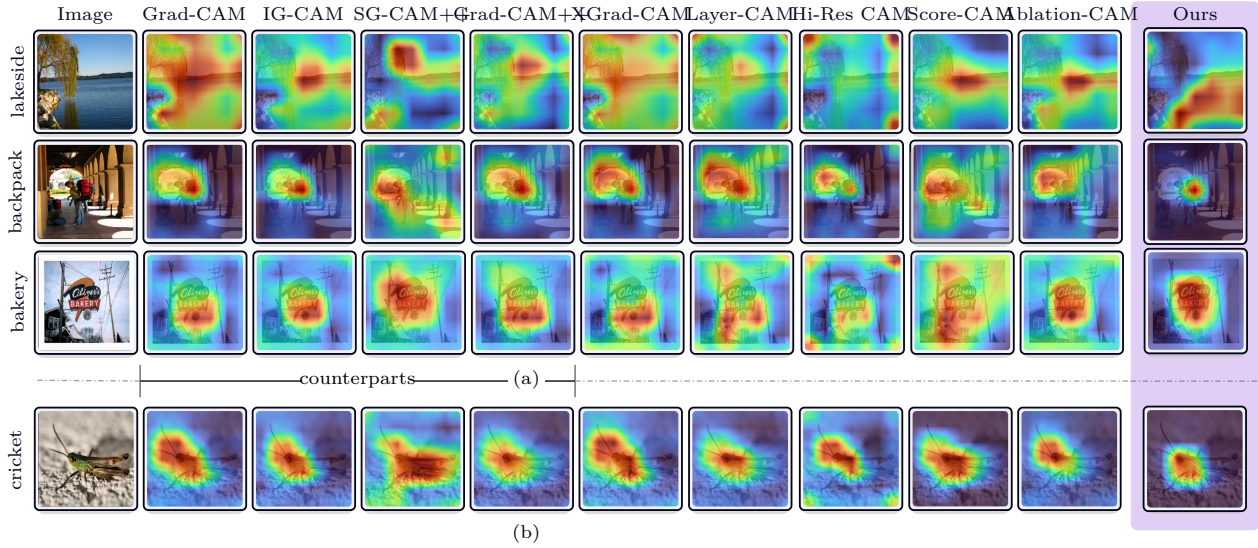 Image Grad-CAM IG-CAM SG-CAM++ Grad-CAM++ XGrad-CAM Layer-CAM Hi-Res CAM Score-CAM Ablation-CAM Ours
lakeside
backpack
bakery
Oliver's
BAKERY
counterparts (a)
cricket
(b)